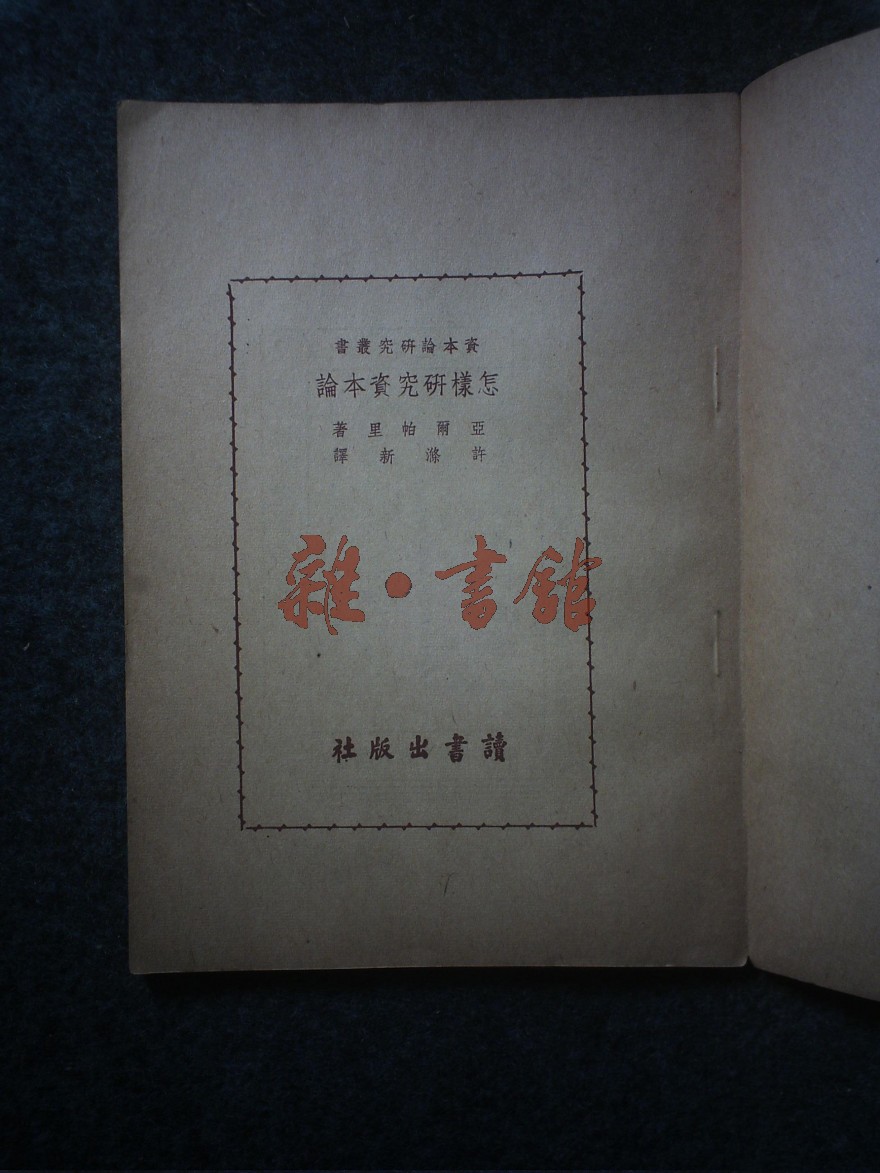 資本論研究叢書
怎樣研究資本論
亞爾帕里著
許滌新譯
雜·書館
讀書出版社